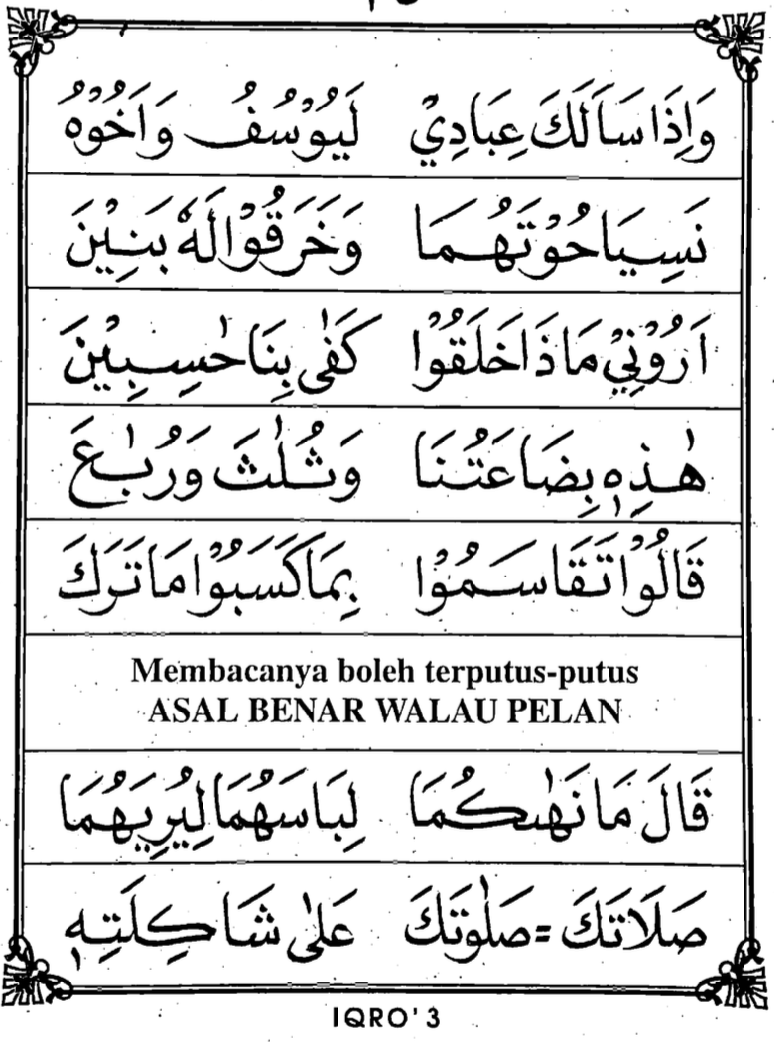 وَاِذَا سَاَلَكَ عِبَادِيْ لَيُوْسُفُ وَاَخُوْهُ
نَسِيَا حُوْتَهُمَا وَخَرَقُوْا لَهٗ بَنِيْنَ
اَرُوْنِيْ مَاذَا خَلَقُوْا كَفٰى بِنَا حٰسِبِيْنَ
هٰذِهٖ بِضَاعَتُنَا وَثُلٰثَ وَرُبٰعَ
قَالُوْا تَقَاسَمُوْا بِمَا كَسَبُوْا مَا تَرَكَ
Membacanya boleh terputus-putus
ASAL BENAR WALAU PELAN
قَالَ مَا نَهٰىكُمَا لِبَاسَهُمَا لِيُرِيَهُمَا
صَلَاتَكَ = صَلٰوتَكَ عَلٰى شَاكِلَتِهٖ
IQRO' 3